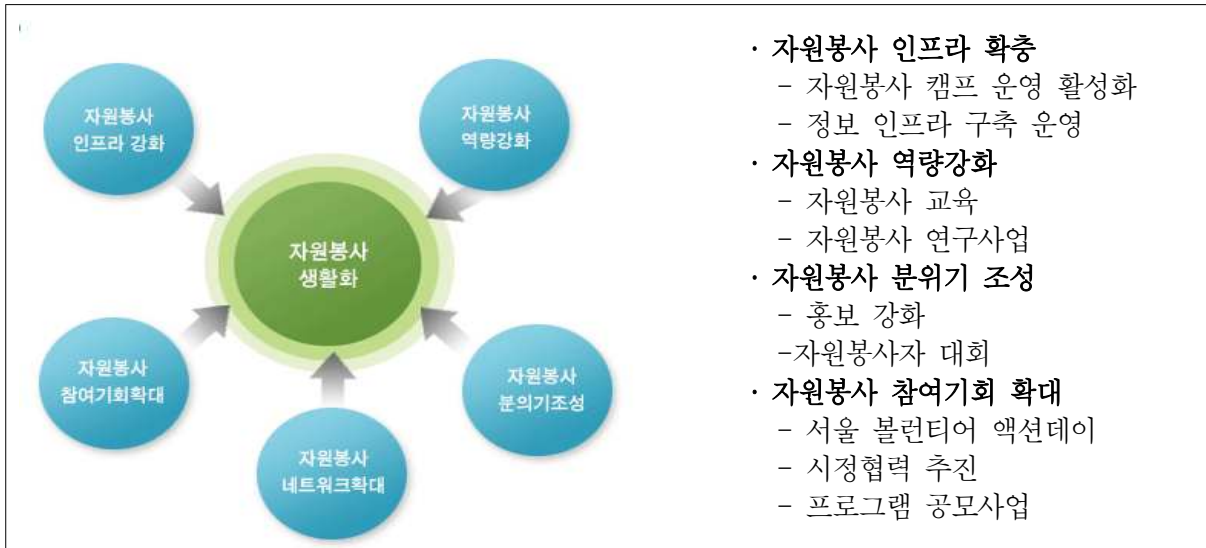 자원봉사
인프라 강화
자원봉사
역량강화
자원봉사
생활화
자원봉사
참여기회확대
자원봉사
분의기조성
자원봉사
네트워크확대
· 자원봉사 인프라 확충
- 자원봉사 캠프 운영 활성화
- 정보 인프라 구축 운영
· 자원봉사 역량강화
- 자원봉사 교육
- 자원봉사 연구사업
· 자원봉사 분위기 조성
- 홍보 강화
-자원봉사자 대회
· 자원봉사 참여기회 확대
- 서울 볼런티어 액션데이
- 시정협력 추진
- 프로그램 공모사업